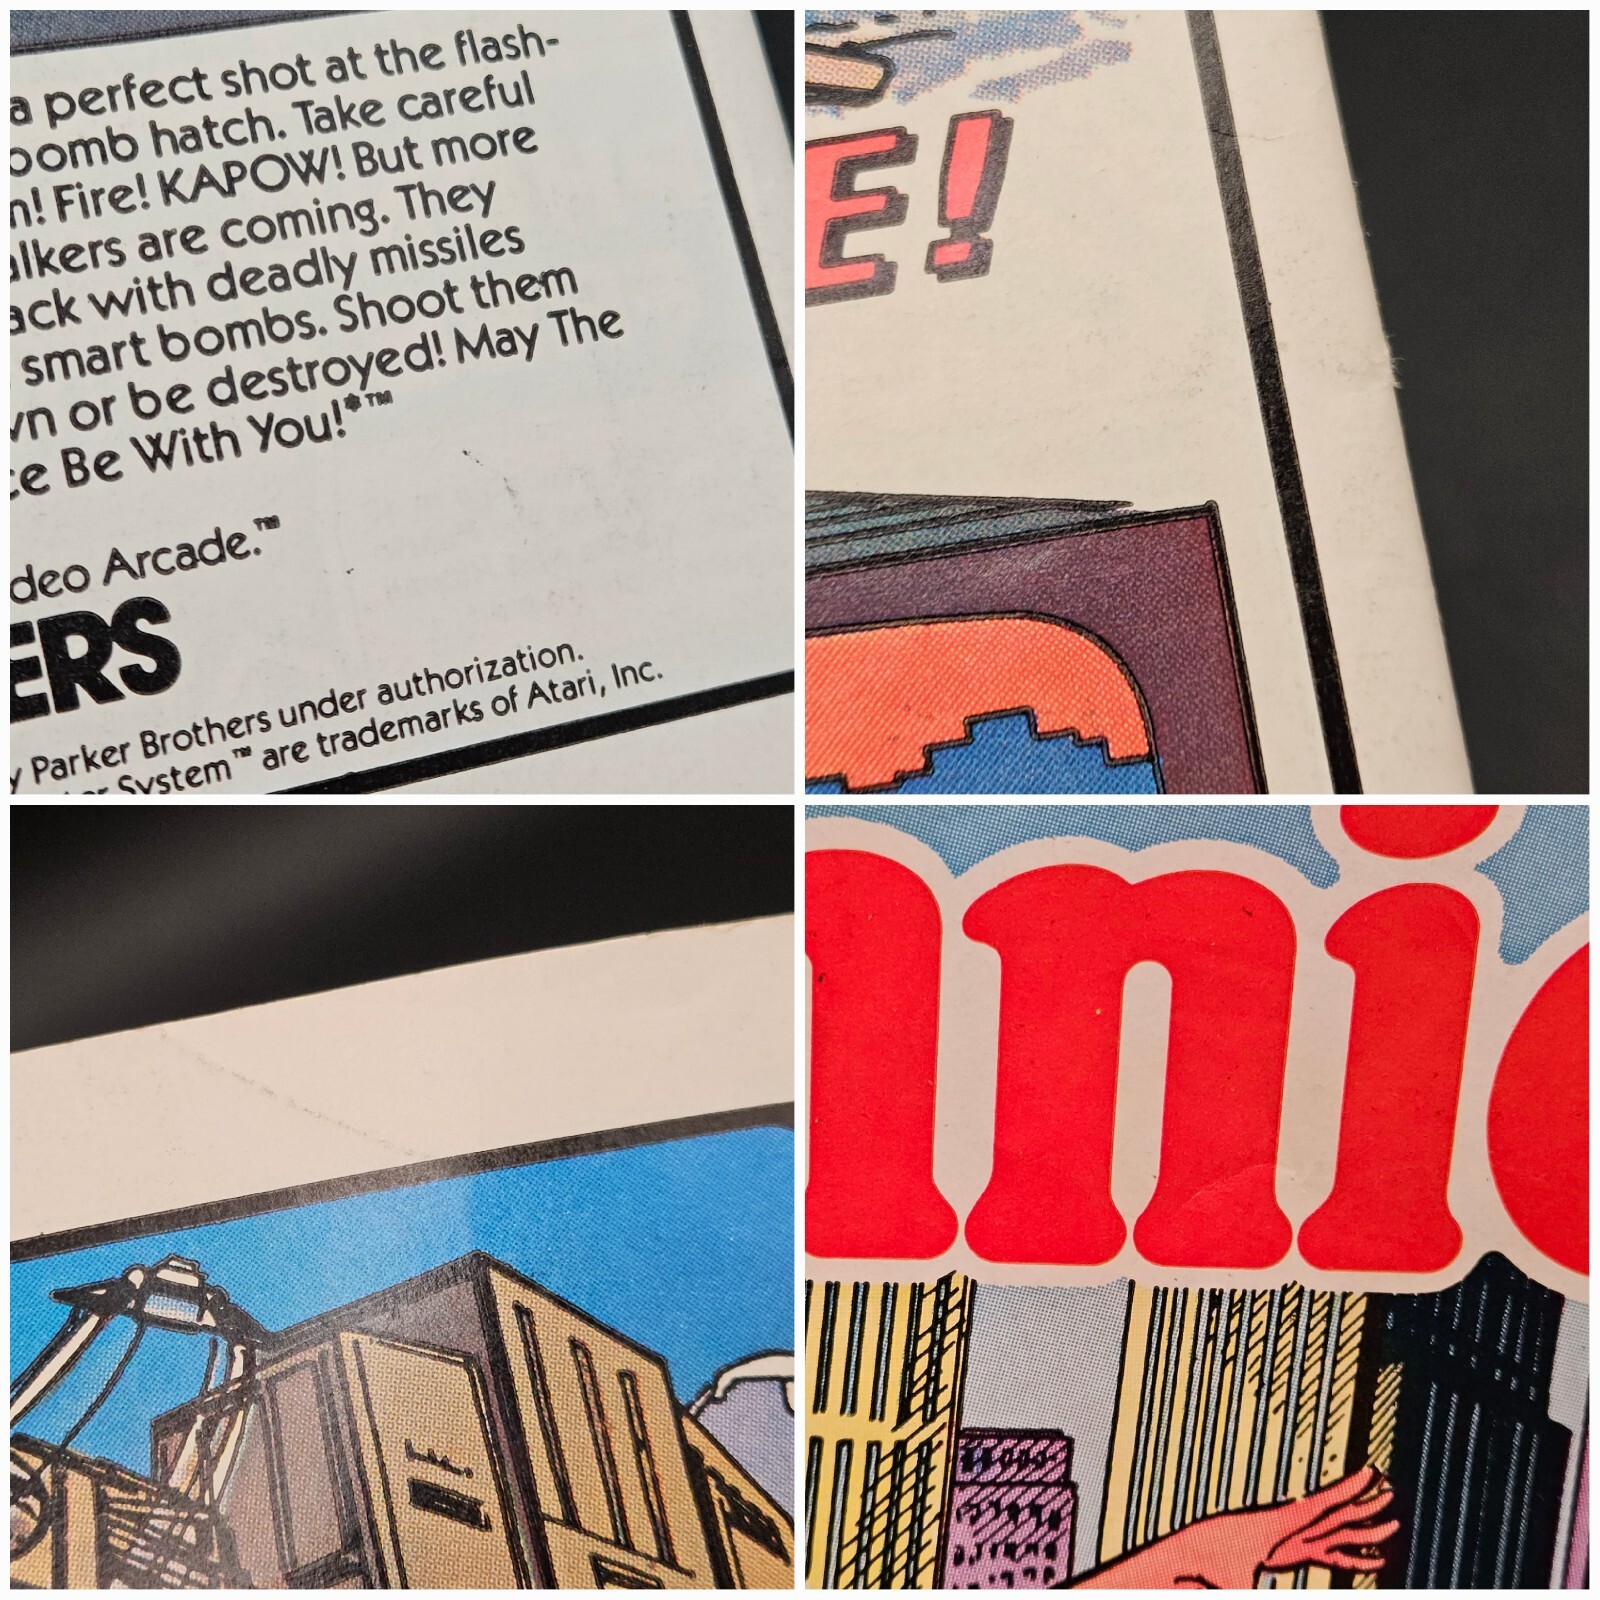 a perfect shot at the flash-
bomb hatch. Take careful
n! Fire! KAPOW! But more
alkers are coming. They
ack with deadly missiles
smart bombs. Shoot them
wn or be destroyed! May The
ce Be With You!*™
deo Arcade.™
ERS
y Parker Brothers under authorization.
System™ are trademarks of Atari, Inc.
E!
ni